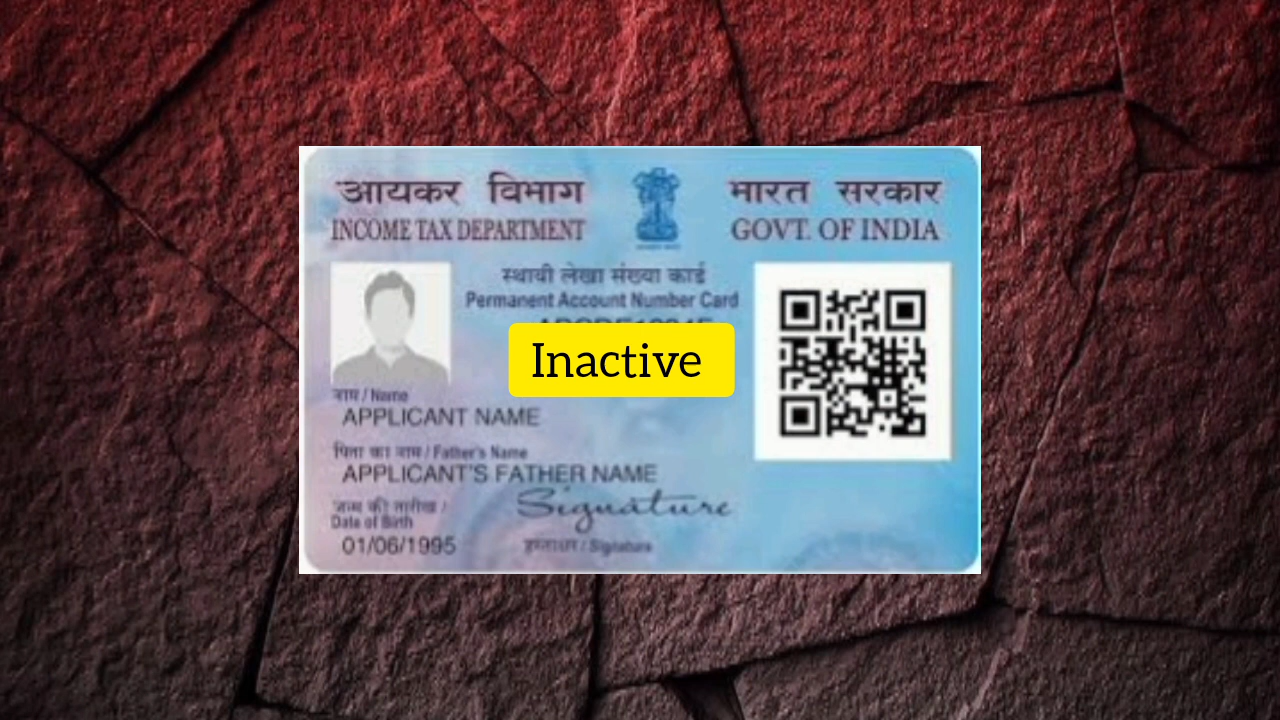 आयकर विभाग
INCOME TAX DEPARTMENT
भारत सरकार
GOVT. OF INDIA
स्थायी लेखा संख्या कार्ड
Permanent Account Number Card
Inactive
नाम / Name
APPLICANT NAME
पिता का नाम / Father's Name
APPLICANT'S FATHER NAME
जन्म की तारीख /
Date of Birth
01/06/1995
Signature
हस्ताक्षर / Signature